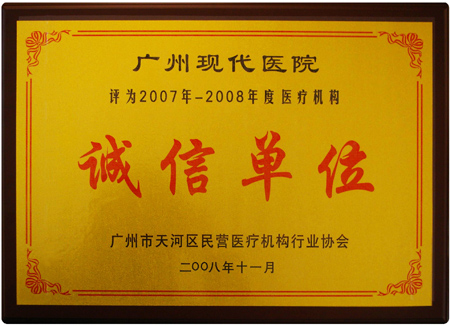 广州现代医院
评为2007年-2008年度医疗机构
诚信单位
广州市天河区民营医疗机构行业协会
二〇〇八年十一月